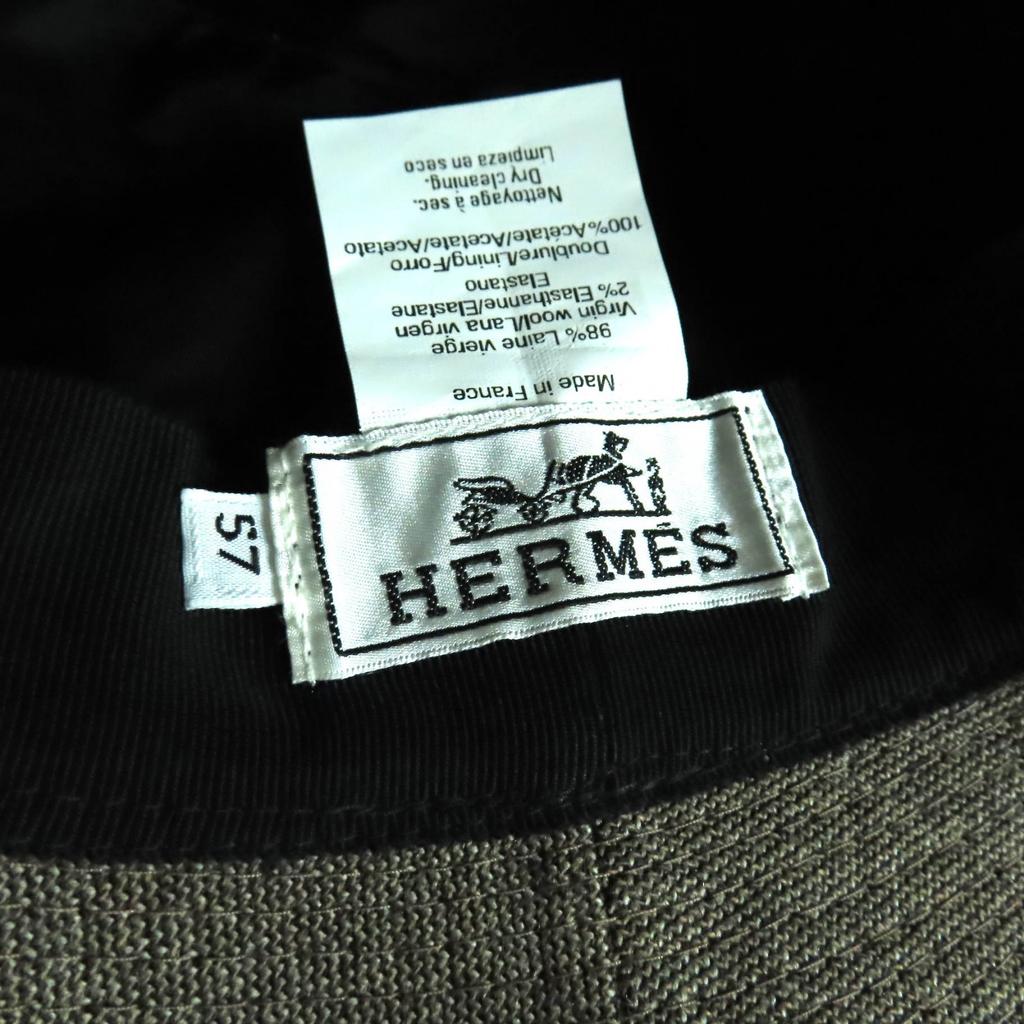 Made in France
98% Laine vierge
Virgin wool/Lana virgen
2% Elasthanne/Elastane
Elastano
Doublure/Lining/Forro
100%Acétate/Acetate/Acetato
Nettoyage à sec.
Dry cleaning.
Limpieza en seco
HERMÈS
57